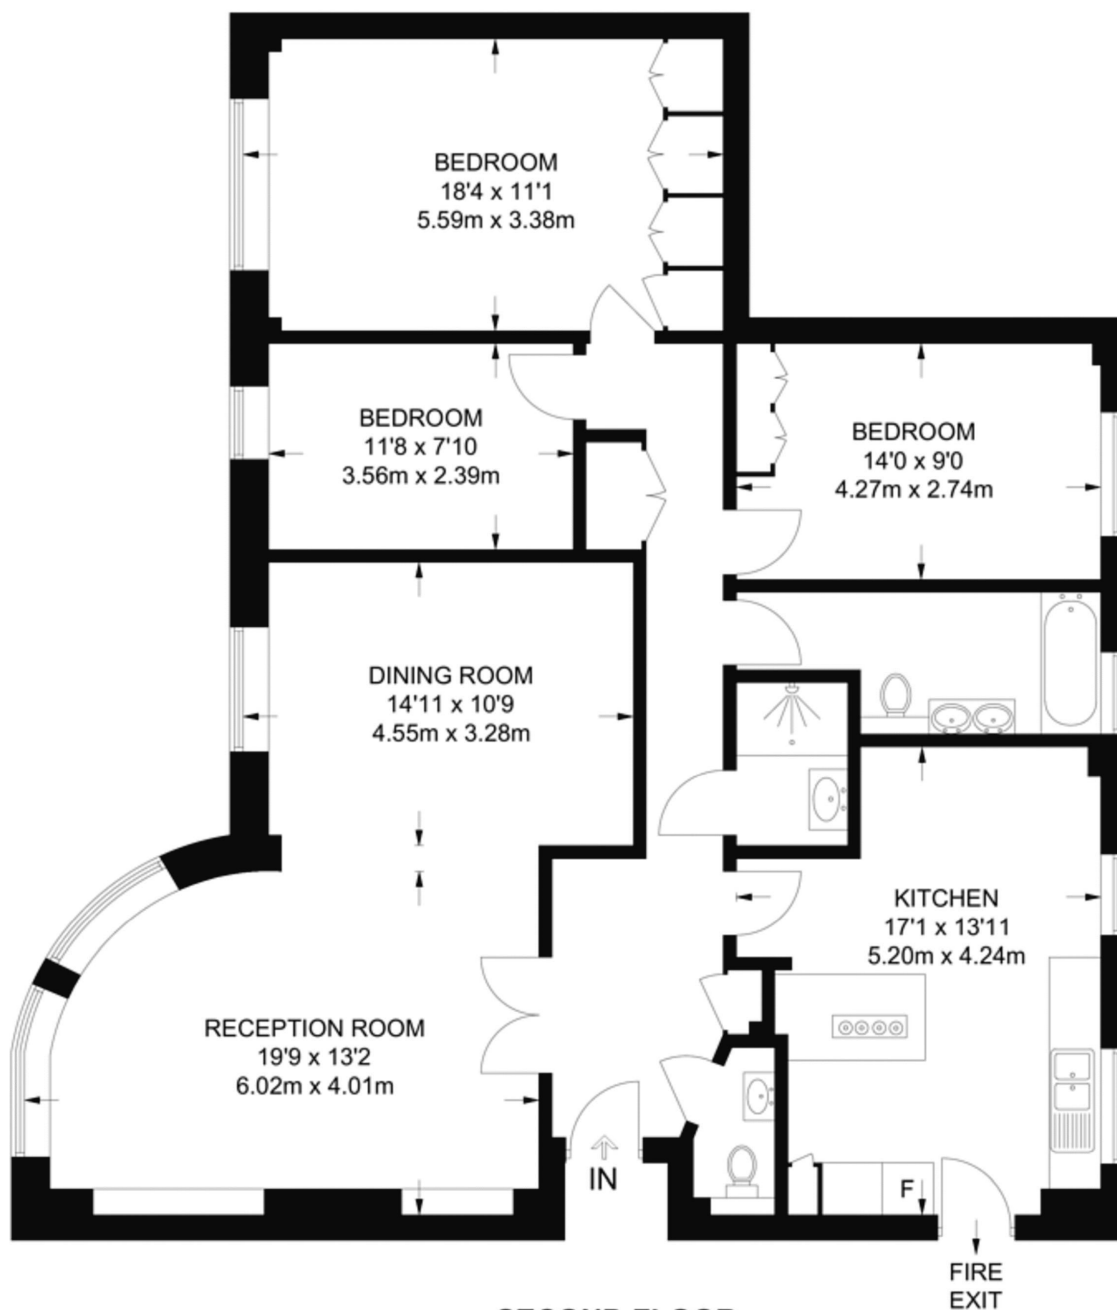 BEDROOM
18'4 x 11'1
5.59m x 3.38m
BEDROOM
11'8 x 7'10
3.56m x 2.39m
BEDROOM
14'0 x 9'0
4.27m x 2.74m
DINING ROOM
14'11 x 10'9
4.55m x 3.28m
KITCHEN
17'1 x 13'11
5.20m x 4.24m
RECEPTION ROOM
19'9 x 13'2
6.02m x 4.01m
IN
F
FIRE
EXIT
SECOND FLOOR